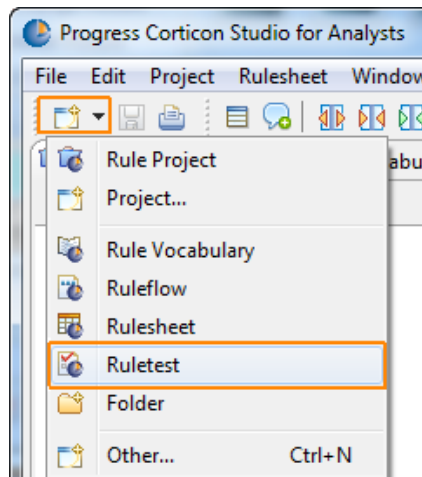 Progress Corticon Studio for Analysts
File Edit Project Rulesheet Window
Rule Project
Project...
Rule Vocabulary
Ruleflow
Rulesheet
Ruletest
Folder
Other... Ctrl+N